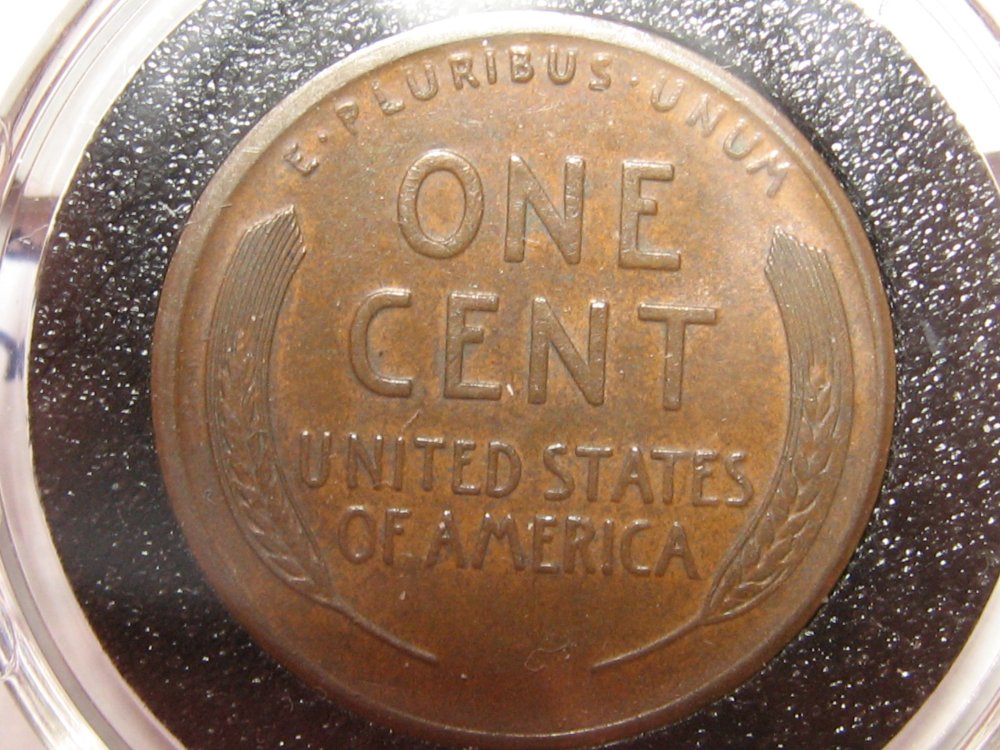 E·PLURIBUS·UNUM
ONE
CENT
UNITED STATES
OF AMERICA